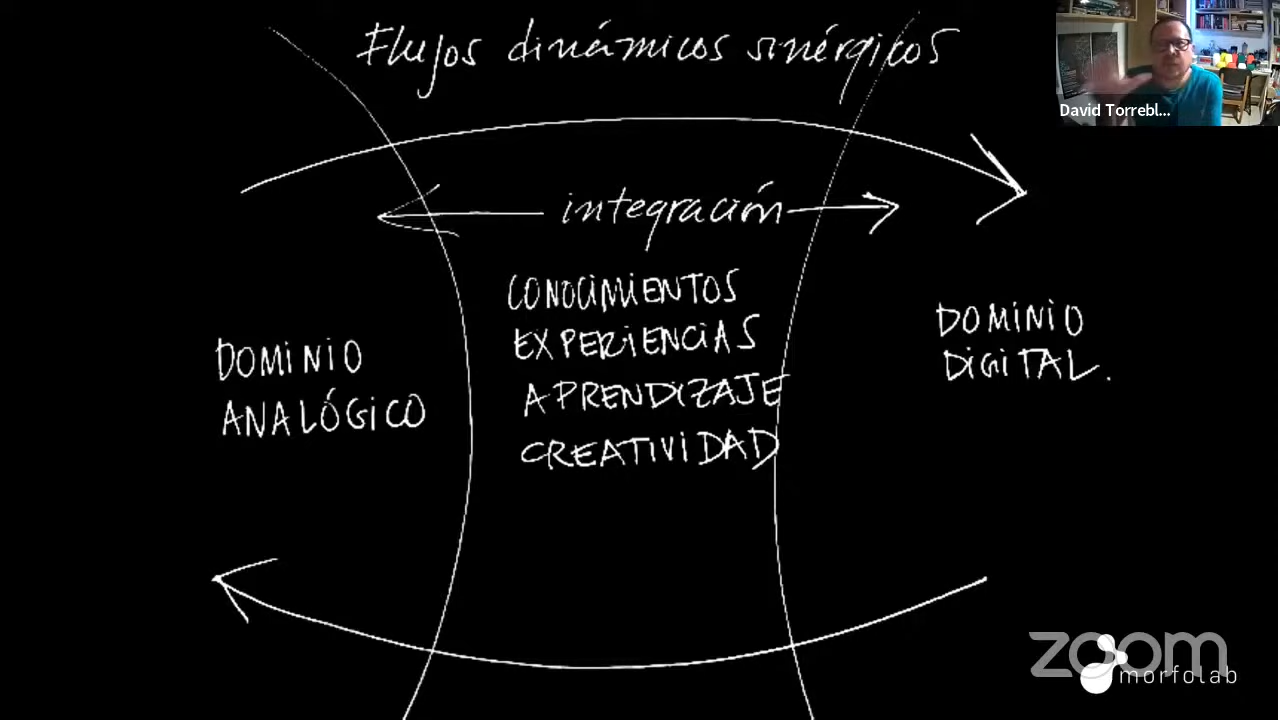 Flujos dinámicos sinérgicos
integración
CONOCIMIENTOS
EXPERIENCIAS
APRENDIZAJE
CREATIVIDAD
DOMINIO
ANALÓGICO
DOMINIO
DIGITAL.
David Torrebl...
zoom
morfolab